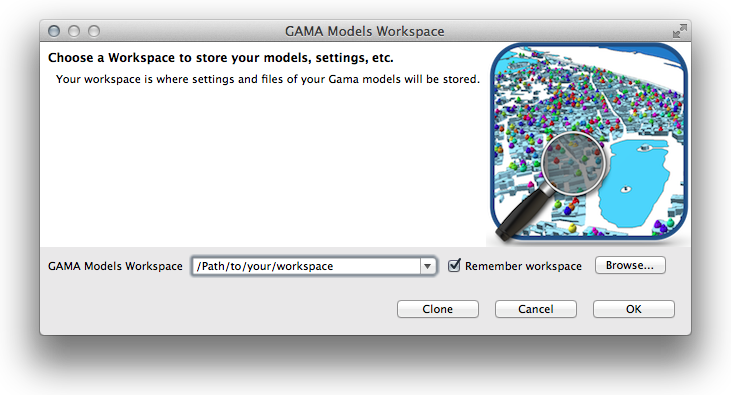 GAMA Models Workspace
Choose a Workspace to store your models, settings, etc.
Your workspace is where settings and files of your Gama models will be stored.
GAMA Models Workspace /Path/to/your/workspace Remember workspace Browse...
Clone Cancel OK